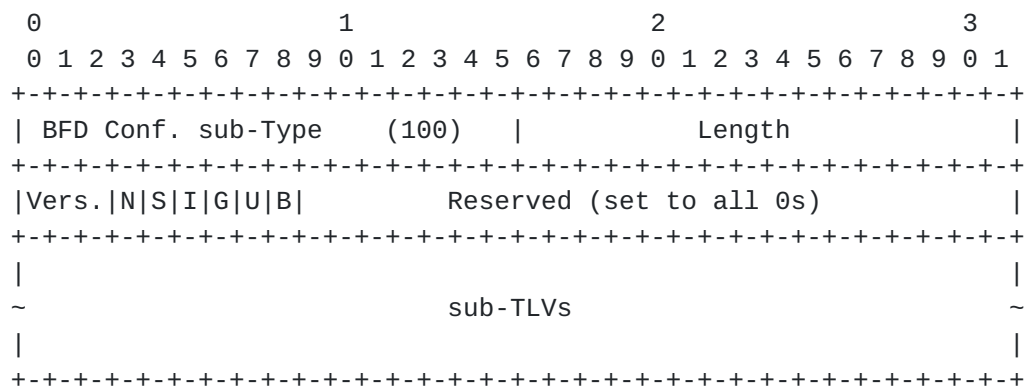 0                   1                   2                   3
 0 1 2 3 4 5 6 7 8 9 0 1 2 3 4 5 6 7 8 9 0 1 2 3 4 5 6 7 8 9 0 1
+-+-+-+-+-+-+-+-+-+-+-+-+-+-+-+-+-+-+-+-+-+-+-+-+-+-+-+-+-+-+-+-+
| BFD Conf. sub-Type    (100)   |           Length              |
+-+-+-+-+-+-+-+-+-+-+-+-+-+-+-+-+-+-+-+-+-+-+-+-+-+-+-+-+-+-+-+-+
|Vers.|N|S|I|G|U|B|         Reserved (set to all 0s)            |
+-+-+-+-+-+-+-+-+-+-+-+-+-+-+-+-+-+-+-+-+-+-+-+-+-+-+-+-+-+-+-+-+
|                                                               |
~                           sub-TLVs                            ~
|                                                               |
+-+-+-+-+-+-+-+-+-+-+-+-+-+-+-+-+-+-+-+-+-+-+-+-+-+-+-+-+-+-+-+-+